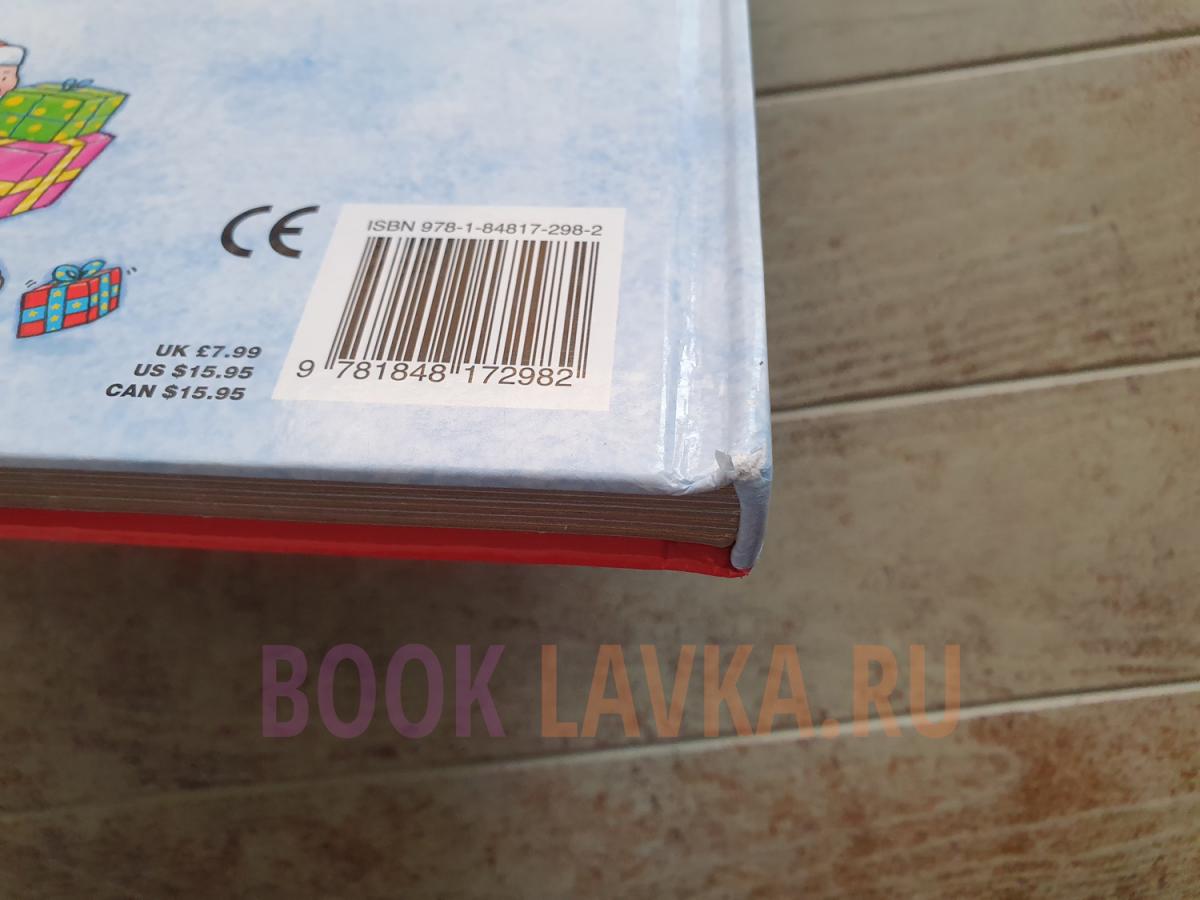 CE
ISBN 978-1-84817-298-2
9 781848 172982
UK £7.99
US $15.95
CAN $15.95
BOOK LAVKA.RU